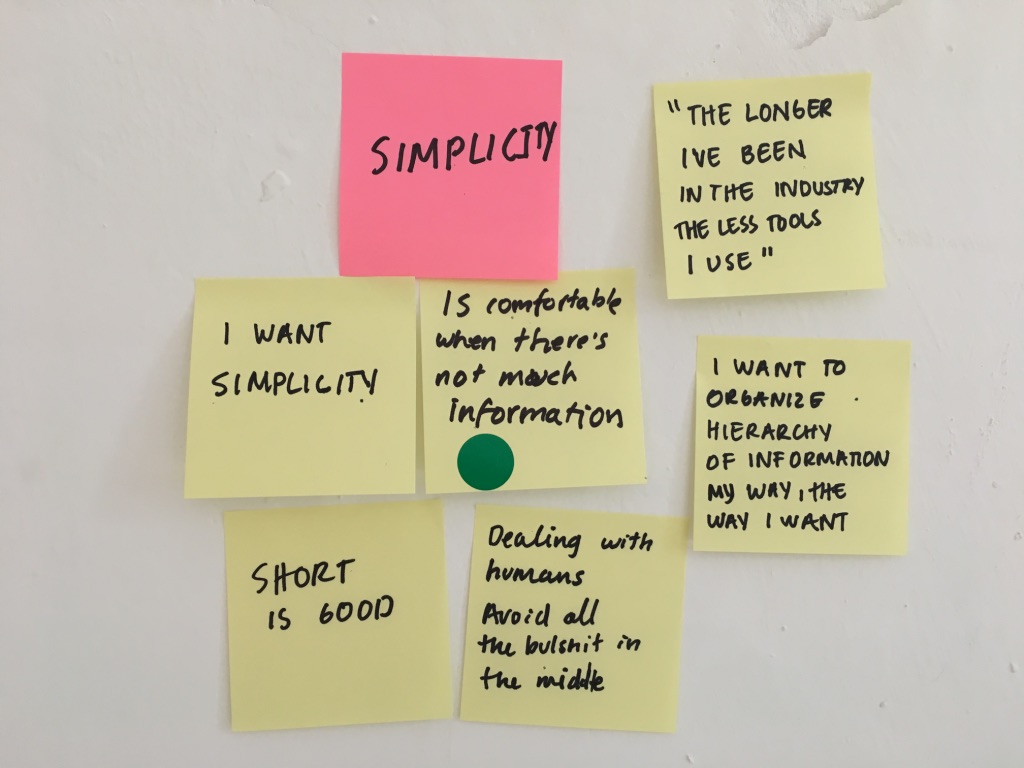 SIMPLICITY
"THE LONGER
I'VE BEEN
IN THE INDUSTRY
THE LESS TOOLS
I USE"
I WANT
SIMPLICITY
IS comfortable
when there's
not much
information
I WANT TO
ORGANIZE
HIERARCHY
OF INFORMATION
MY WAY, THE
WAY I WANT
SHORT
IS GOOD
Dealing with
humans
Avoid all
the bulshit in
the middle